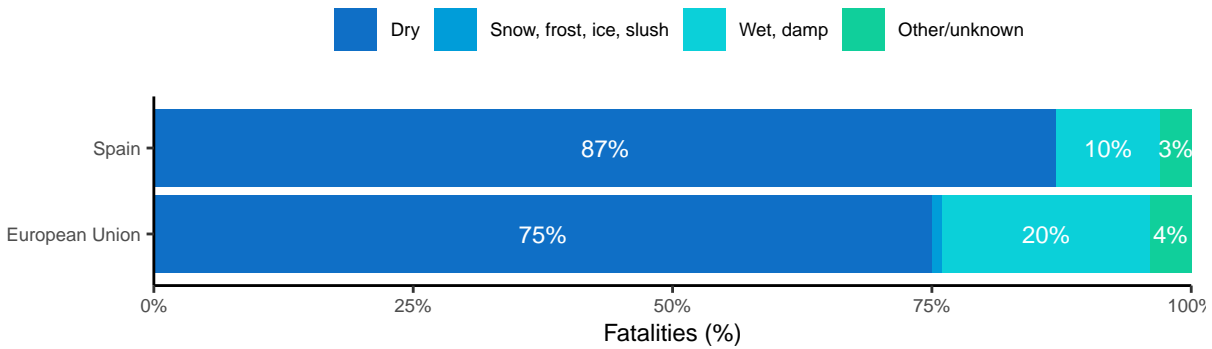 Dry Snow, frost, ice, slush Wet, damp Other/unknown
Spain 87% 10% 3%
European Union 75% 20% 4%
0% 25% 50% 75% 100%
Fatalities (%)